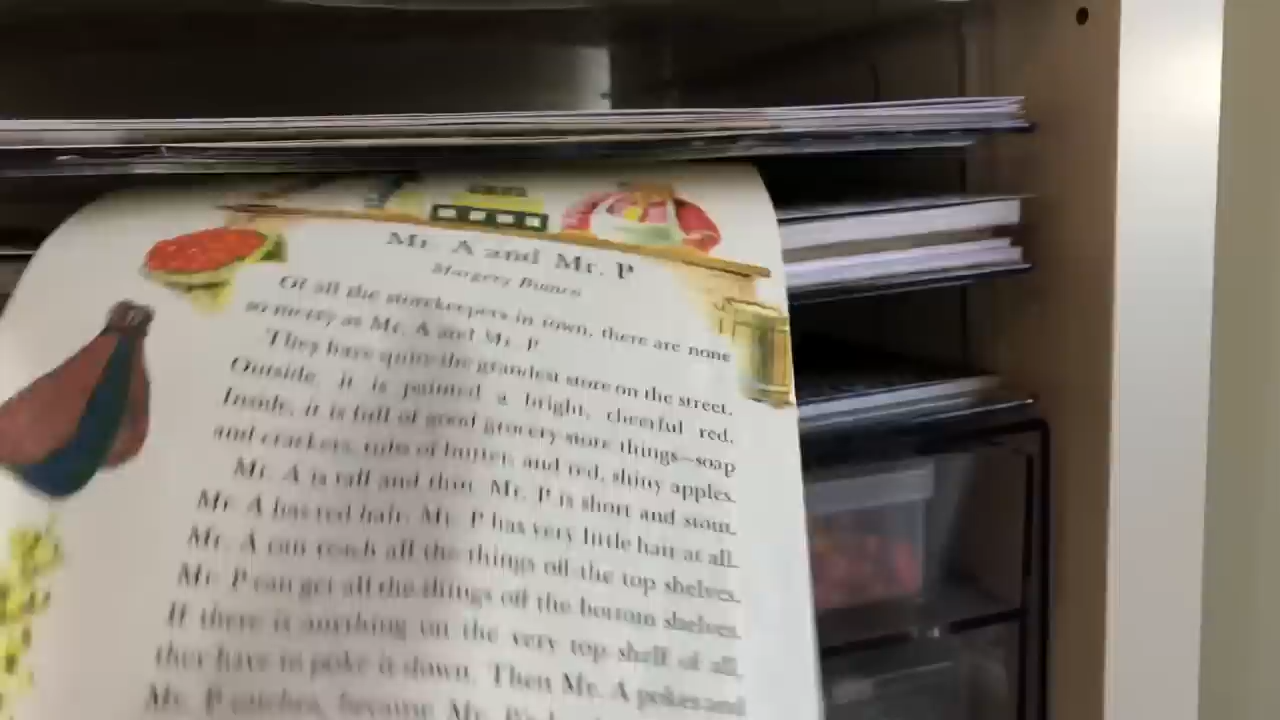 Mr. A and Mr. P
Margery Bianco
Of all the storekeepers in town, there are none
so merry as Mr. A and Mr. P.
They have quite the grandest store on the street.
Outside, it is painted a bright, cheerful red.
Inside, it is full of good grocery-store things—soap
and crackers, tubs of butter, and red, shiny apples.
Mr. A is tall and thin. Mr. P is short and stout.
Mr. A has red hair. Mr. P has very little hair at all.
Mr. A can reach all the things off the top shelves.
Mr. P can get all the things off the bottom shelves.
If there is anything on the very top shelf of all,
they have to poke it down. Then Mr. A pokes and
Mr. P catches, because Mr.